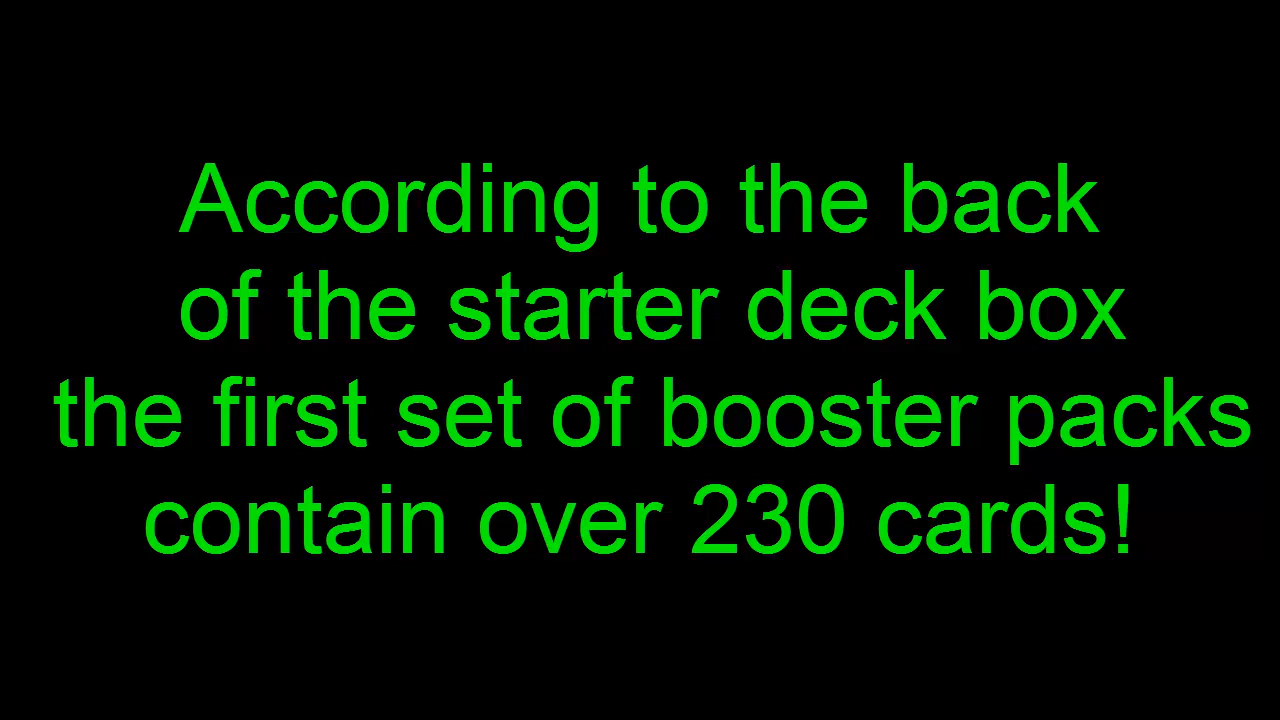 According to the back
of the starter deck box
the first set of booster packs
contain over 230 cards!